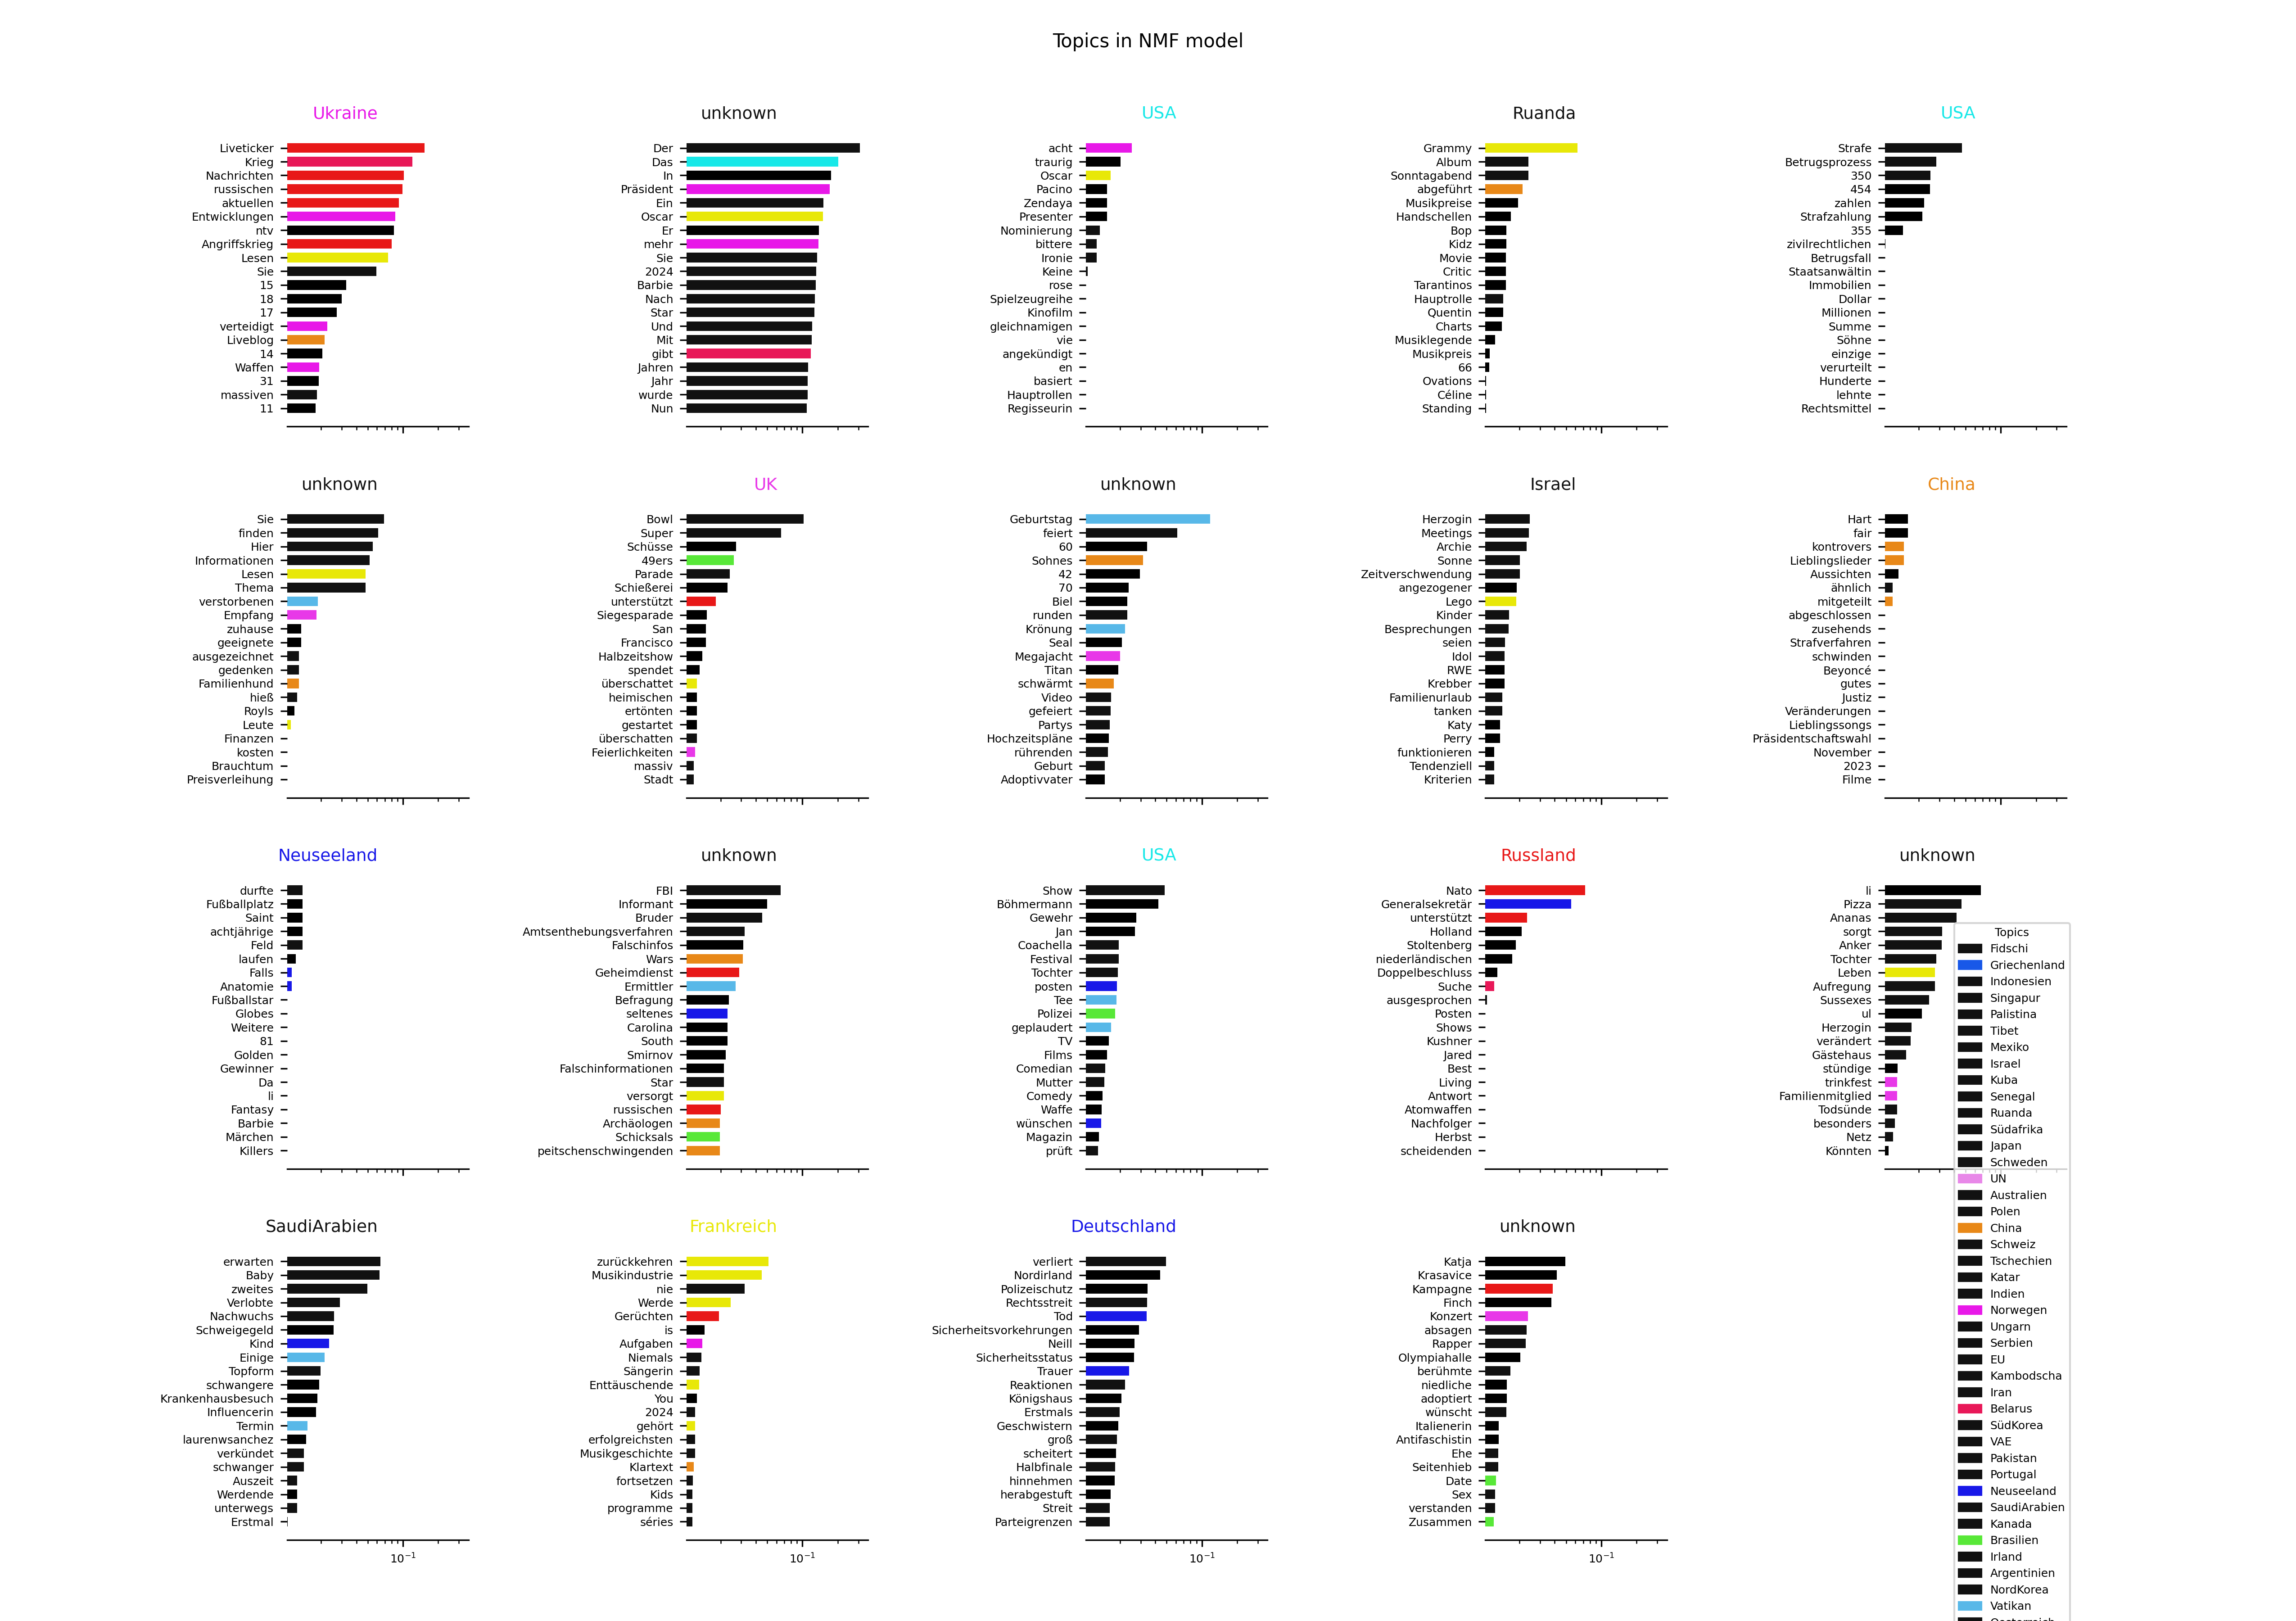 Topics in NMF model
Ukraine
Liveticker
Krieg
Nachrichten
russischen
aktuellen
Entwicklungen
ntv
Angriffskrieg
Lesen
Sie
15
18
17
verteidigt
Liveblog
14
Waffen
31
massiven
11
unknown
Der
Das
In
Präsident
Ein
Oscar
Er
mehr
Sie
2024
Barbie
Nach
Star
Und
Mit
gibt
Jahren
Jahr
wurde
Nun
USA
acht
traurig
Oscar
Pacino
Zendaya
Presenter
Nominierung
bittere
Ironie
Keine
rose
Spielzeugreihe
Kinofilm
gleichnamigen
vie
angekündigt
en
basiert
Hauptrollen
Regisseurin
Ruanda
Grammy
Album
Sonntagabend
abgeführt
Musikpreise
Handschellen
Bop
Kidz
Movie
Critic
Tarantinos
Hauptrolle
Quentin
Charts
Musiklegende
Musikpreis
66
Ovations
Céline
Standing
USA
Strafe
Betrugsprozess
350
454
zahlen
Strafzahlung
355
zivilrechtlichen
Betrugsfall
Staatsanwältin
Immobilien
Dollar
Millionen
Summe
Söhne
einzige
verurteilt
Hunderte
lehnte
Rechtsmittel
unknown
Sie
finden
Hier
Informationen
Lesen
Thema
verstorbenen
Empfang
zuhause
geeignete
ausgezeichnet
gedenken
Familienhund
hieß
Royls
Leute
Finanzen
kosten
Brauchtum
Preisverleihung
UK
Bowl
Super
Schüsse
49ers
Parade
Schießerei
unterstützt
Siegesparade
San
Francisco
Halbzeitshow
spendet
überschattet
heimischen
ertönten
gestartet
überschatten
Feierlichkeiten
massiv
Stadt
unknown
Geburtstag
feiert
60
Sohnes
42
70
Biel
runden
Krönung
Seal
Megajacht
Titan
schwärmt
Video
gefeiert
Partys
Hochzeitspläne
rührenden
Geburt
Adoptivvater
Israel
Herzogin
Meetings
Archie
Sonne
Zeitverschwendung
angezogener
Lego
Kinder
Besprechungen
seien
Idol
RWE
Krebber
Familienurlaub
tanken
Katy
Perry
funktionieren
Tendenziell
Kriterien
China
Hart
fair
kontrovers
Lieblingslieder
Aussichten
ähnlich
mitgeteilt
abgeschlossen
zusehends
Strafverfahren
schwinden
Beyoncé
gutes
Justiz
Veränderungen
Lieblingssongs
Präsidentschaftswahl
November
2023
Filme
Neuseeland
durfte
Fußballplatz
Saint
achtjährige
Feld
laufen
Falls
Anatomie
Fußballstar
Globes
Weitere
81
Golden
Gewinner
Da
li
Fantasy
Barbie
Märchen
Killers
unknown
FBI
Informant
Bruder
Amtsenthebungsverfahren
Falschinfos
Wars
Geheimdienst
Ermittler
Befragung
seltenes
Carolina
South
Smirnov
Falschinformationen
Star
versorgt
russischen
Archäologen
Schicksals
peitschenschwingenden
USA
Show
Böhmermann
Gewehr
Jan
Coachella
Festival
Tochter
posten
Tee
Polizei
geplaudert
TV
Films
Comedian
Mutter
Comedy
Waffe
wünschen
Magazin
prüft
Russland
Nato
Generalsekretär
unterstützt
Holland
Stoltenberg
niederländischen
Doppelbeschluss
Suche
ausgesprochen
Posten
Shows
Kushner
Jared
Best
Living
Antwort
Atomwaffen
Nachfolger
Herbst
scheidenden
unknown
li
Pizza
Ananas
sorgt
Anker
Tochter
Leben
Aufregung
Sussexes
ul
Herzogin
verändert
Gästehaus
stündige
trinkfest
Familienmitglied
Todsünde
besonders
Netz
Könnten
SaudiArabien
erwarten
Baby
zweites
Verlobte
Nachwuchs
Schweigegeld
Kind
Einige
Topform
schwangere
Krankenhausbesuch
Influencerin
Termin
laurenwsanchez
verkündet
schwanger
Auszeit
Werdende
unterwegs
Erstmal
10⁻¹
Frankreich
zurückkehren
Musikindustrie
nie
Werde
Gerüchten
is
Aufgaben
Niemals
Sängerin
Enttäuschende
You
2024
gehört
erfolgreichsten
Musikgeschichte
Klartext
fortsetzen
Kids
programme
séries
10⁻¹
Deutschland
verliert
Nordirland
Polizeischutz
Rechtsstreit
Tod
Sicherheitsvorkehrungen
Neill
Sicherheitsstatus
Trauer
Reaktionen
Königshaus
Erstmals
Geschwistern
groß
scheitert
Halbfinale
hinnehmen
herabgestuft
Streit
Parteigrenzen
10⁻¹
unknown
Katja
Krasavice
Kampagne
Finch
Konzert
absagen
Rapper
Olympiahalle
berühmte
niedliche
adoptiert
wünscht
Italienerin
Antifaschistin
Ehe
Seitenhieb
Date
Sex
verstanden
Zusammen
10⁻¹
Topics
Fidschi
Griechenland
Indonesien
Singapur
Palistina
Tibet
Mexiko
Israel
Kuba
Senegal
Ruanda
Südafrika
Japan
Schweden
UN
Australien
Polen
China
Schweiz
Tschechien
Katar
Indien
Norwegen
Ungarn
Serbien
EU
Kambodscha
Iran
Belarus
SüdKorea
VAE
Pakistan
Portugal
Neuseeland
SaudiArabien
Kanada
Brasilien
Irland
Argentinien
NordKorea
Vatikan